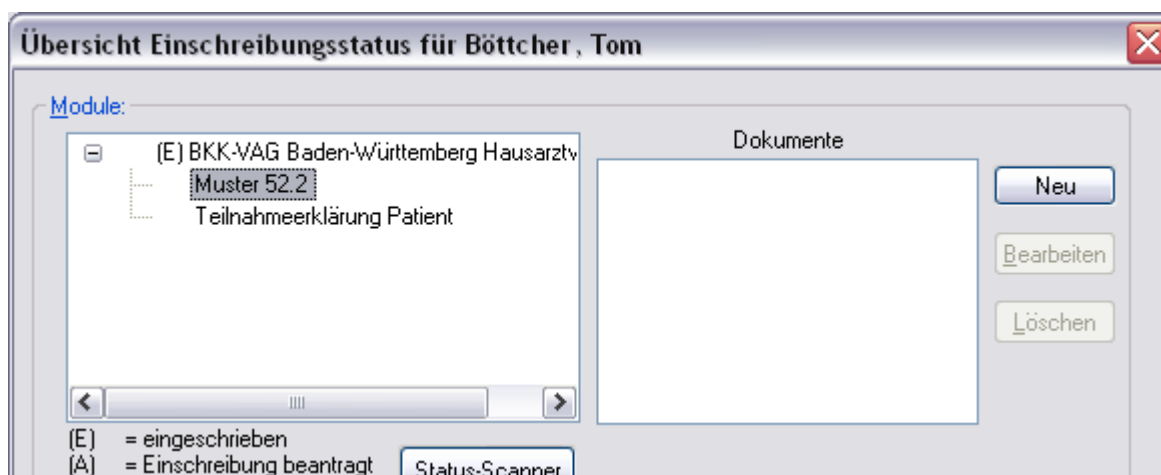 Übersicht Einschreibungsstatus für Böttcher, Tom
Module:
Dokumente
(E) BKK-VAG Baden-Württemberg Hausarztv
Muster 52.2
Teilnahmeerklärung Patient
Neu
Bearbeiten
Löschen
(E) = eingeschrieben
(A) = Einschreibung beantragt
Status-Scanner